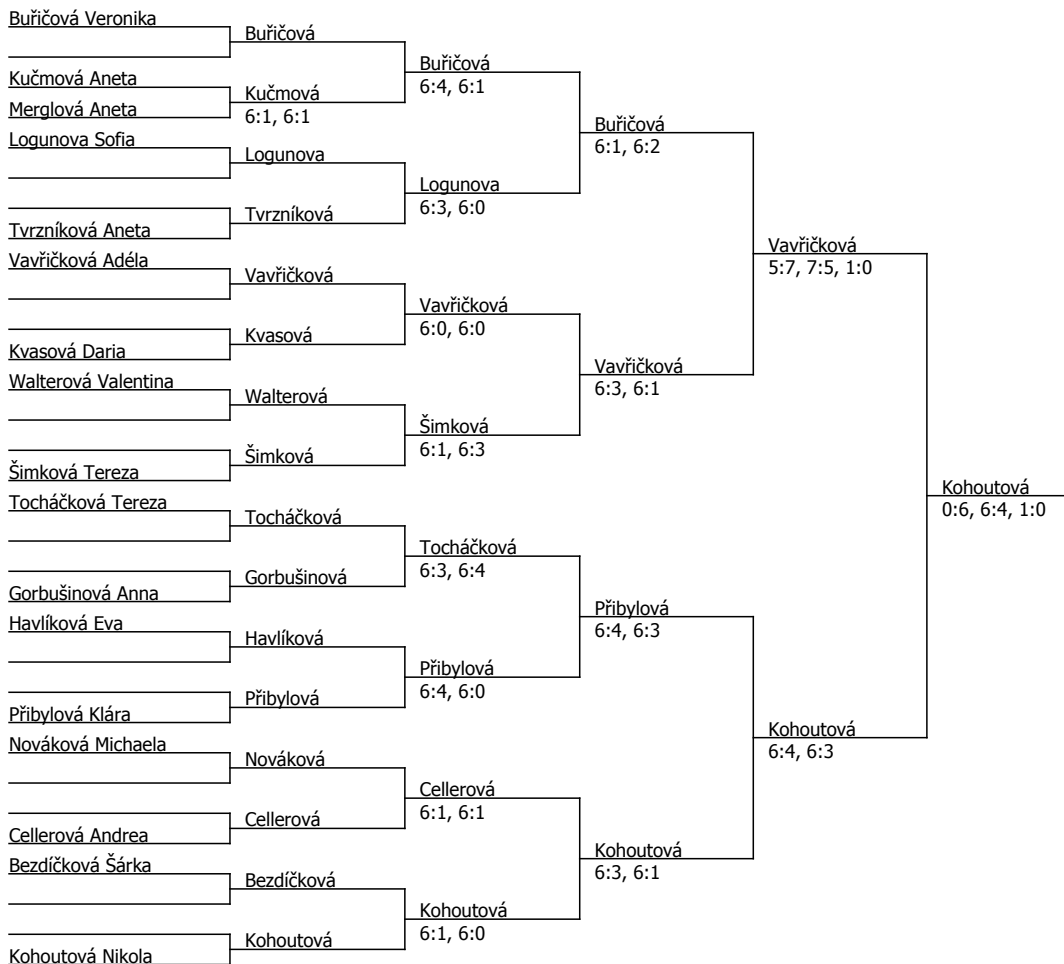 Buřičová Veronika
Kučmová Aneta
Merglová Aneta
Logunova Sofia
Tvrzníková Aneta
Vavřičková Adéla
Kvasová Daria
Walterová Valentina
Šimková Tereza
Tocháčková Tereza
Gorbušinová Anna
Havlíková Eva
Přibylová Klára
Nováková Michaela
Cellerová Andrea
Bezdíčková Šárka
Kohoutová Nikola
Buřičová
Kučmová
6:1, 6:1
Logunova
Tvrzníková
Vavřičková
Kvasová
Walterová
Šimková
Tocháčková
Gorbušinová
Havlíková
Přibylová
Nováková
Cellerová
Bezdíčková
Kohoutová
Buřičová
6:4, 6:1
Logunova
6:3, 6:0
Vavřičková
6:0, 6:0
Šimková
6:1, 6:3
Tocháčková
6:3, 6:4
Přibylová
6:4, 6:0
Cellerová
6:1, 6:1
Kohoutová
6:1, 6:0
Buřičová
6:1, 6:2
Vavřičková
6:3, 6:1
Přibylová
6:4, 6:3
Kohoutová
6:3, 6:1
Vavřičková
5:7, 7:5, 1:0
Kohoutová
6:4, 6:3
Kohoutová
0:6, 6:4, 1:0